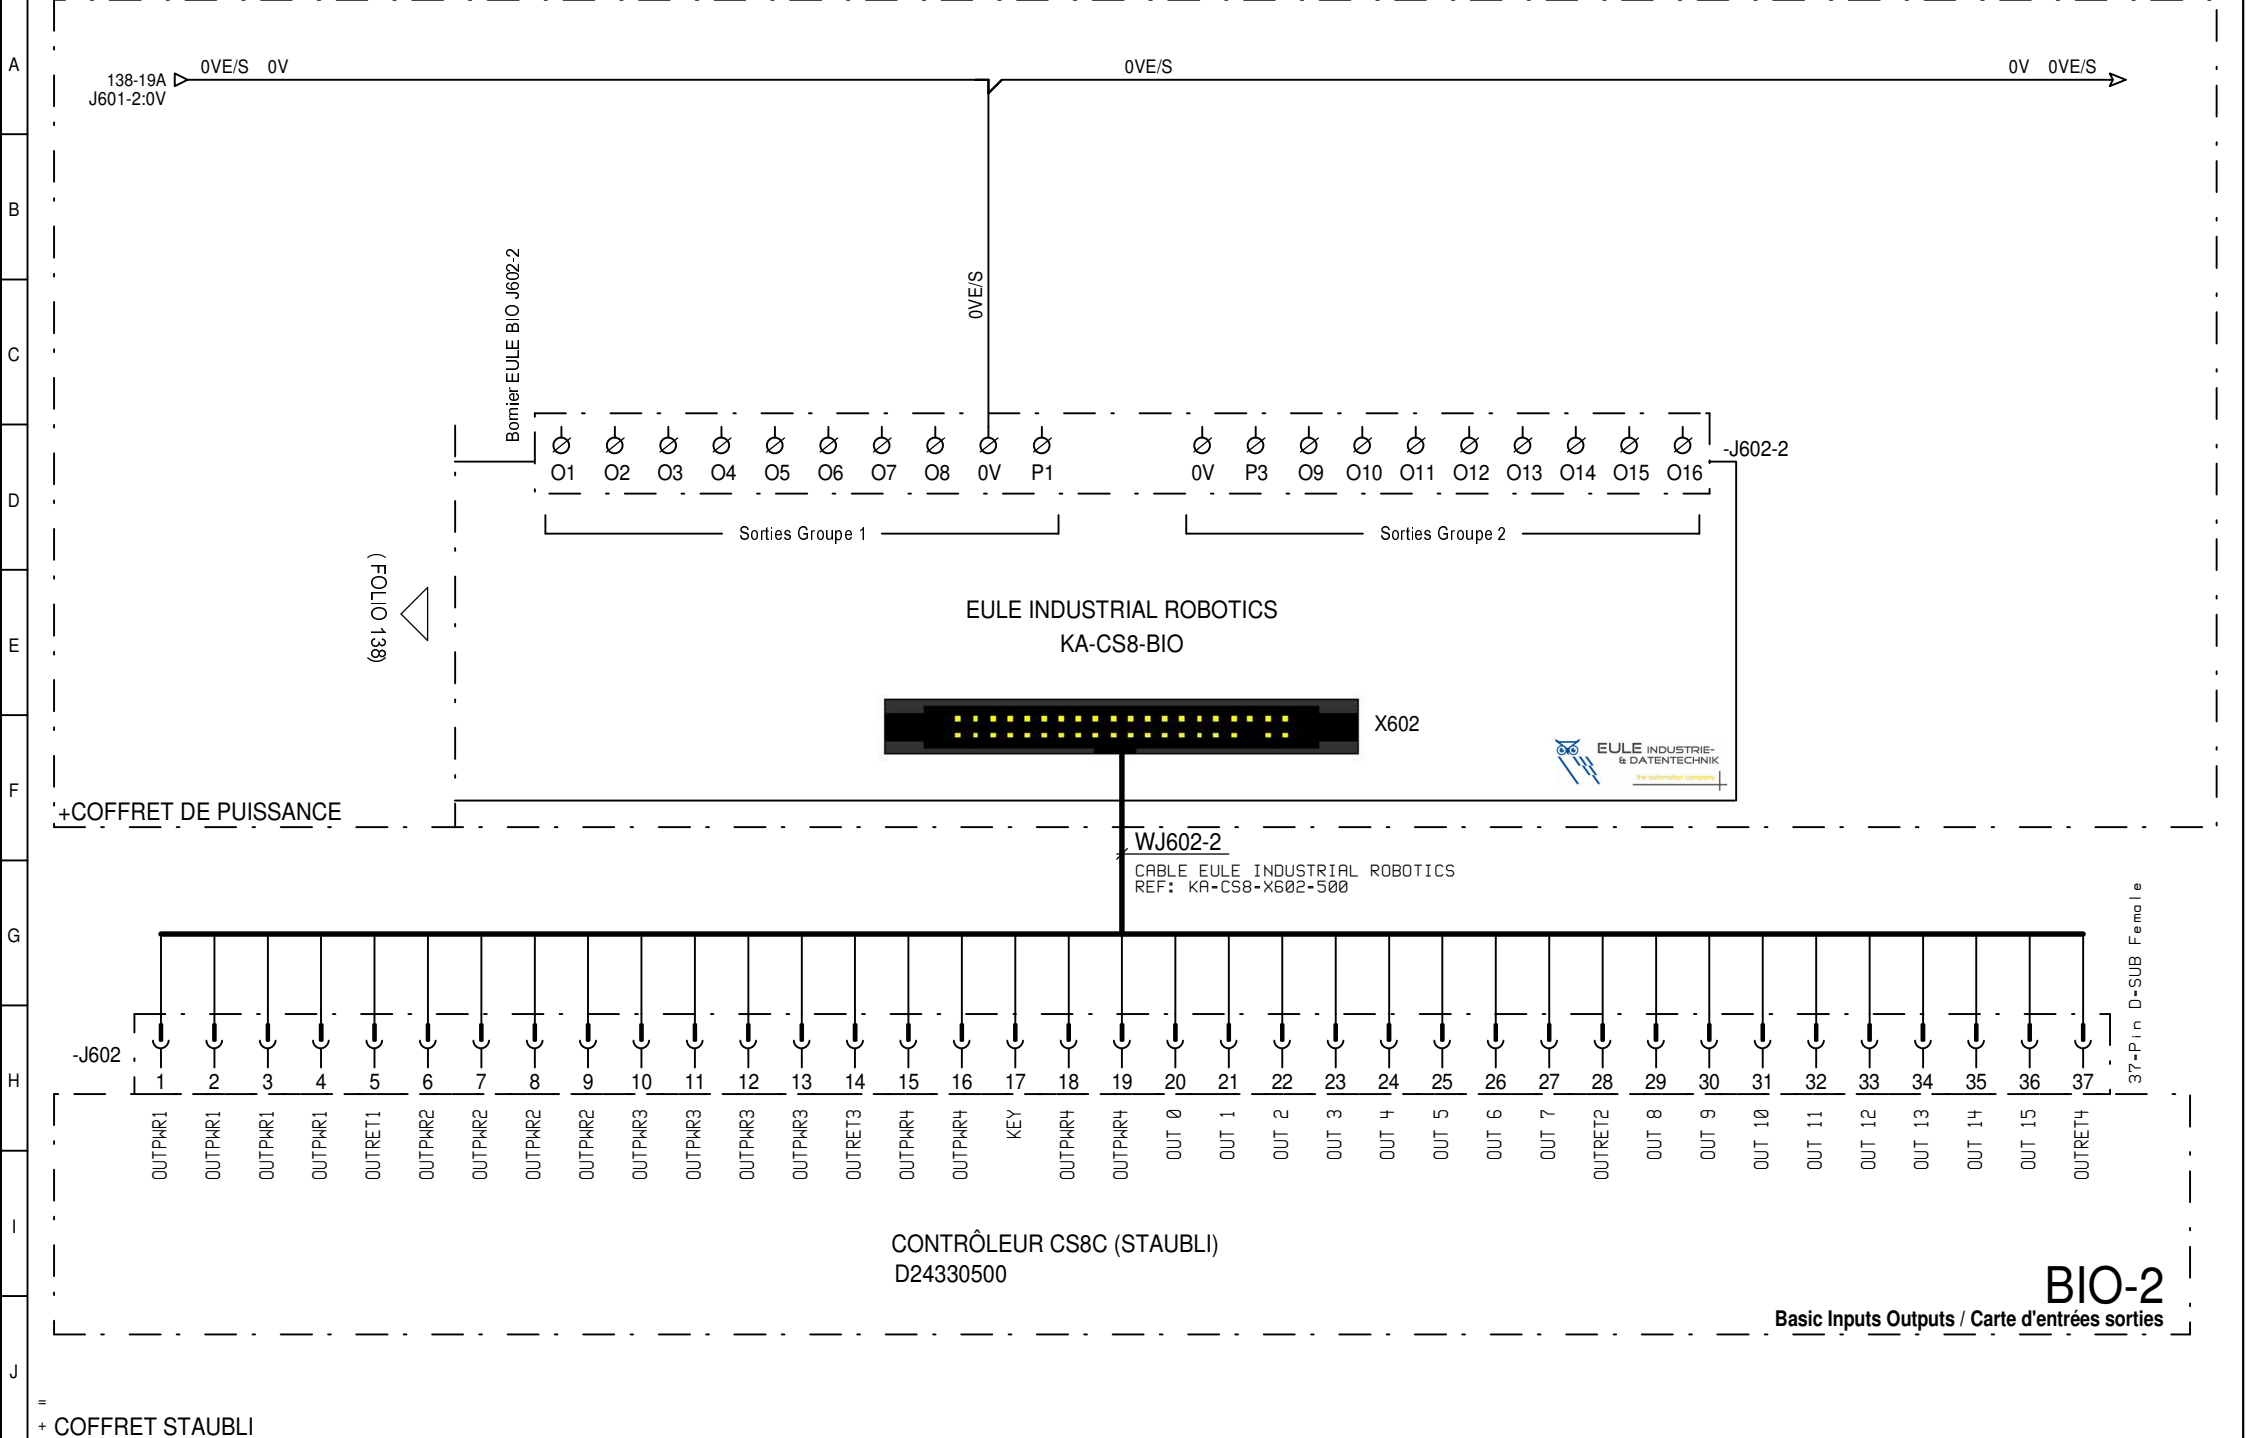 A
B
C
D
E
F
G
H
I
J
138-19A
J601-2:0V
0VE/S 0V
0VE/S
0V 0VE/S
0VE/S
Bornier EULE BIO J602-2
O1 O2 O3 O4 O5 O6 O7 O8 0V P1 0V P3 O9 O10 O11 O12 O13 O14 O15 O16
-J602-2
Sorties Groupe 1
Sorties Groupe 2
( FOLIO 138)
EULE INDUSTRIAL ROBOTICS
KA-CS8-BIO
X602
EULE INDUSTRIE-
& DATENTECHNIK
the automation company
+COFFRET DE PUISSANCE
WJ602-2
CABLE EULE INDUSTRIAL ROBOTICS
REF: KA-CS8-X602-500
37-Pin D-SUB Female
-J602
1 2 3 4 5 6 7 8 9 10 11 12 13 14 15 16 17 18 19 20 21 22 23 24 25 26 27 28 29 30 31 32 33 34 35 36 37
OUTPWR1
OUTPWR1
OUTPWR1
OUTPWR1
OUTRET1
OUTPWR2
OUTPWR2
OUTPWR2
OUTPWR2
OUTPWR3
OUTPWR3
OUTPWR3
OUTPWR3
OUTRET3
OUTPWR4
OUTPWR4
KEY
OUTPWR4
OUTPWR4
OUT 0
OUT 1
OUT 2
OUT 3
OUT 4
OUT 5
OUT 6
OUT 7
OUTRET2
OUT 8
OUT 9
OUT 10
OUT 11
OUT 12
OUT 13
OUT 14
OUT 15
OUTRET4
CONTRÔLEUR CS8C (STAUBLI)
D24330500
BIO-2
Basic Inputs Outputs / Carte d'entrées sorties
=
+ COFFRET STAUBLI